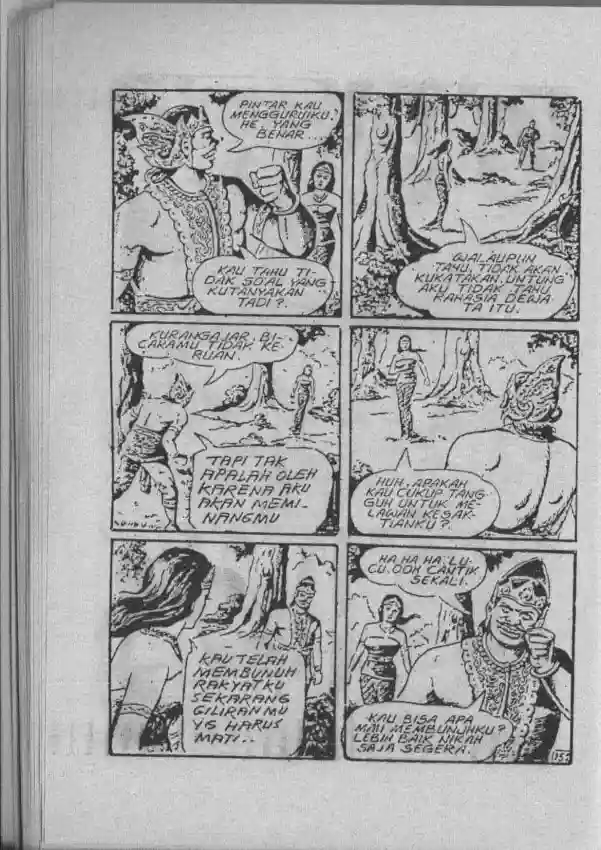 PINTAR KAU
MENGGURUIKU.
HE YANG
BENAR...
KAU TAHU TI-
DAK SOAL YANG
KUTANYAKAN
TADI?.
WALAUPUN
TAHU, TIDAK AKAN
KUKATAKAN. UNTUNG
AKU TIDAK TAHU
RAHASIA DEWA-
TA ITU.
KURANGAJAR, BI-
CARAMU TIDAK KE-
RUAN.
TAPI TAK
APALAH OLEH
KARENA AKU
AKAN MEMI-
NANGMU
HUH, APAKAH
KAU CUKUP TANG-
GUH UNTUK ME-
LAWAN KESAK-
TIANKU?.
KAU TELAH
MEMBUNUH
RAKYATKU
SEKARANG
GILIRANMU
YG HARUS
MATI..
HA HA HA LU-
CU. OOH CANTIK
SEKALI.
KAU BISA APA
MAU MEMBUNUHKU?
LEBIH BAIK NIKAH
SAJA SEGERA.